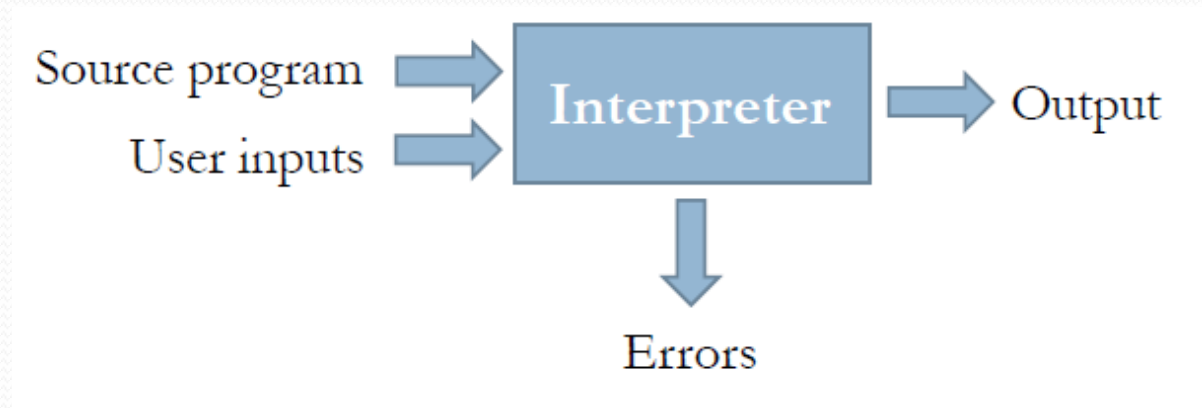 Source program
User inputs
Interpreter
Output
Errors